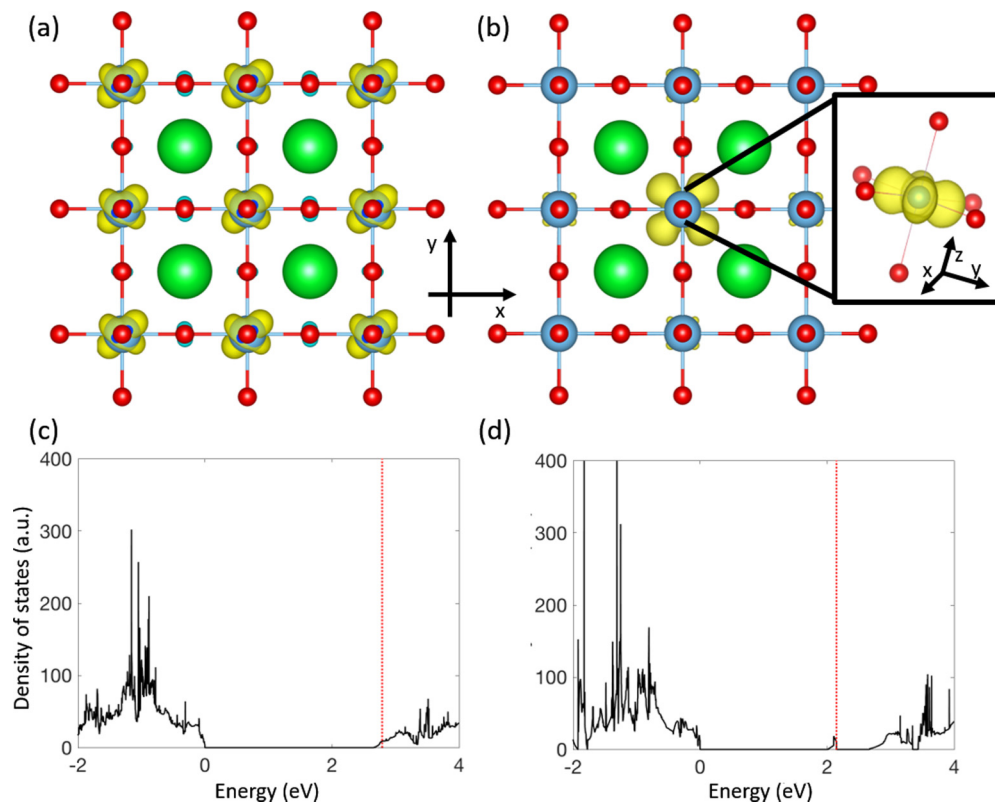 (a)
(b)
y
x
z
x
y
(c)
(d)
Density of states (a.u.)
400
300
200
100
0
-2
0
2
4
Energy (eV)
400
300
200
100
0
-2
0
2
4
Energy (eV)